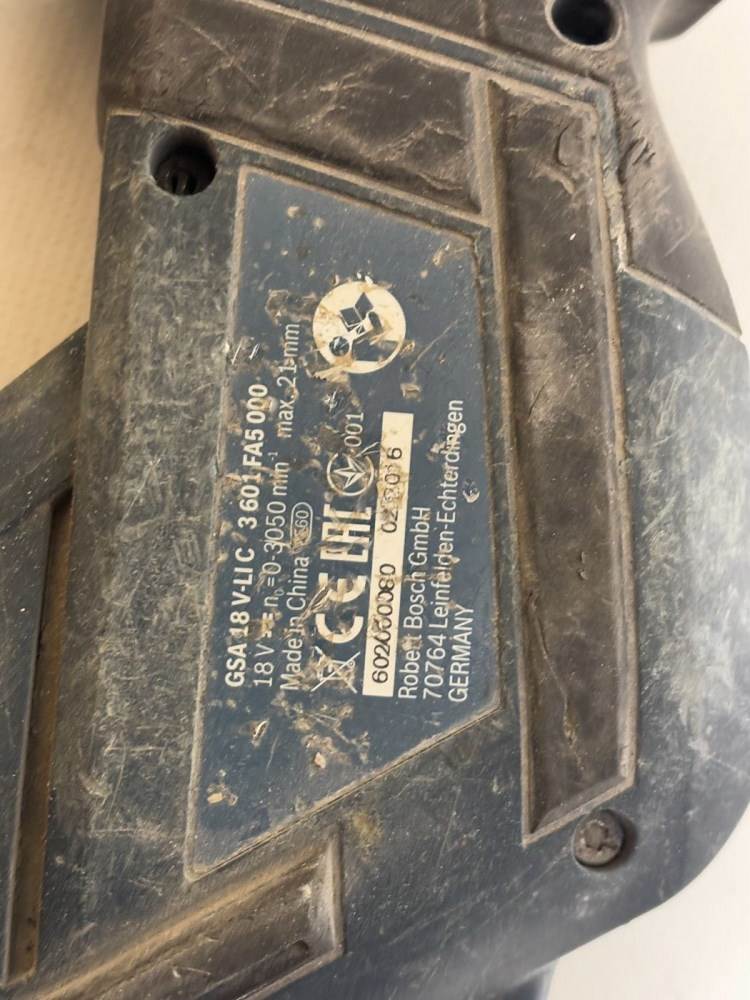 GSA 18 V-LI C 3 601 FA5 000
18 V n₀=0-3050 min⁻¹ max. 21 mm
Made in China
CE EAC 001
Robert Bosch GmbH
70764 Leinfelden-Echterdingen
GERMANY